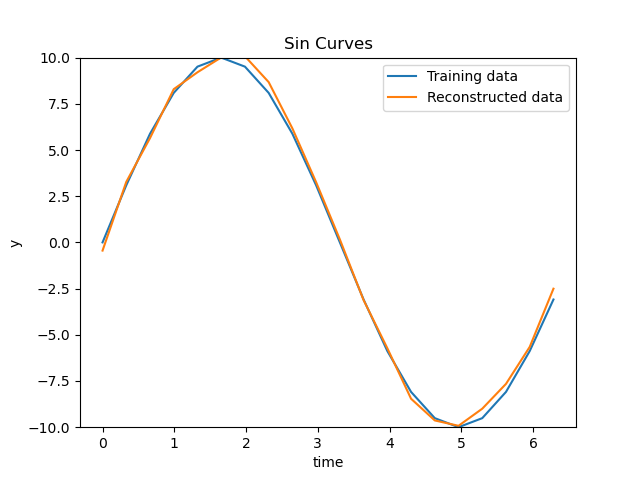 Sin Curves
Training data
Reconstructed data
10.0
7.5
5.0
2.5
0.0
−2.5
−5.0
−7.5
−10.0
y
0 1 2 3 4 5 6
time